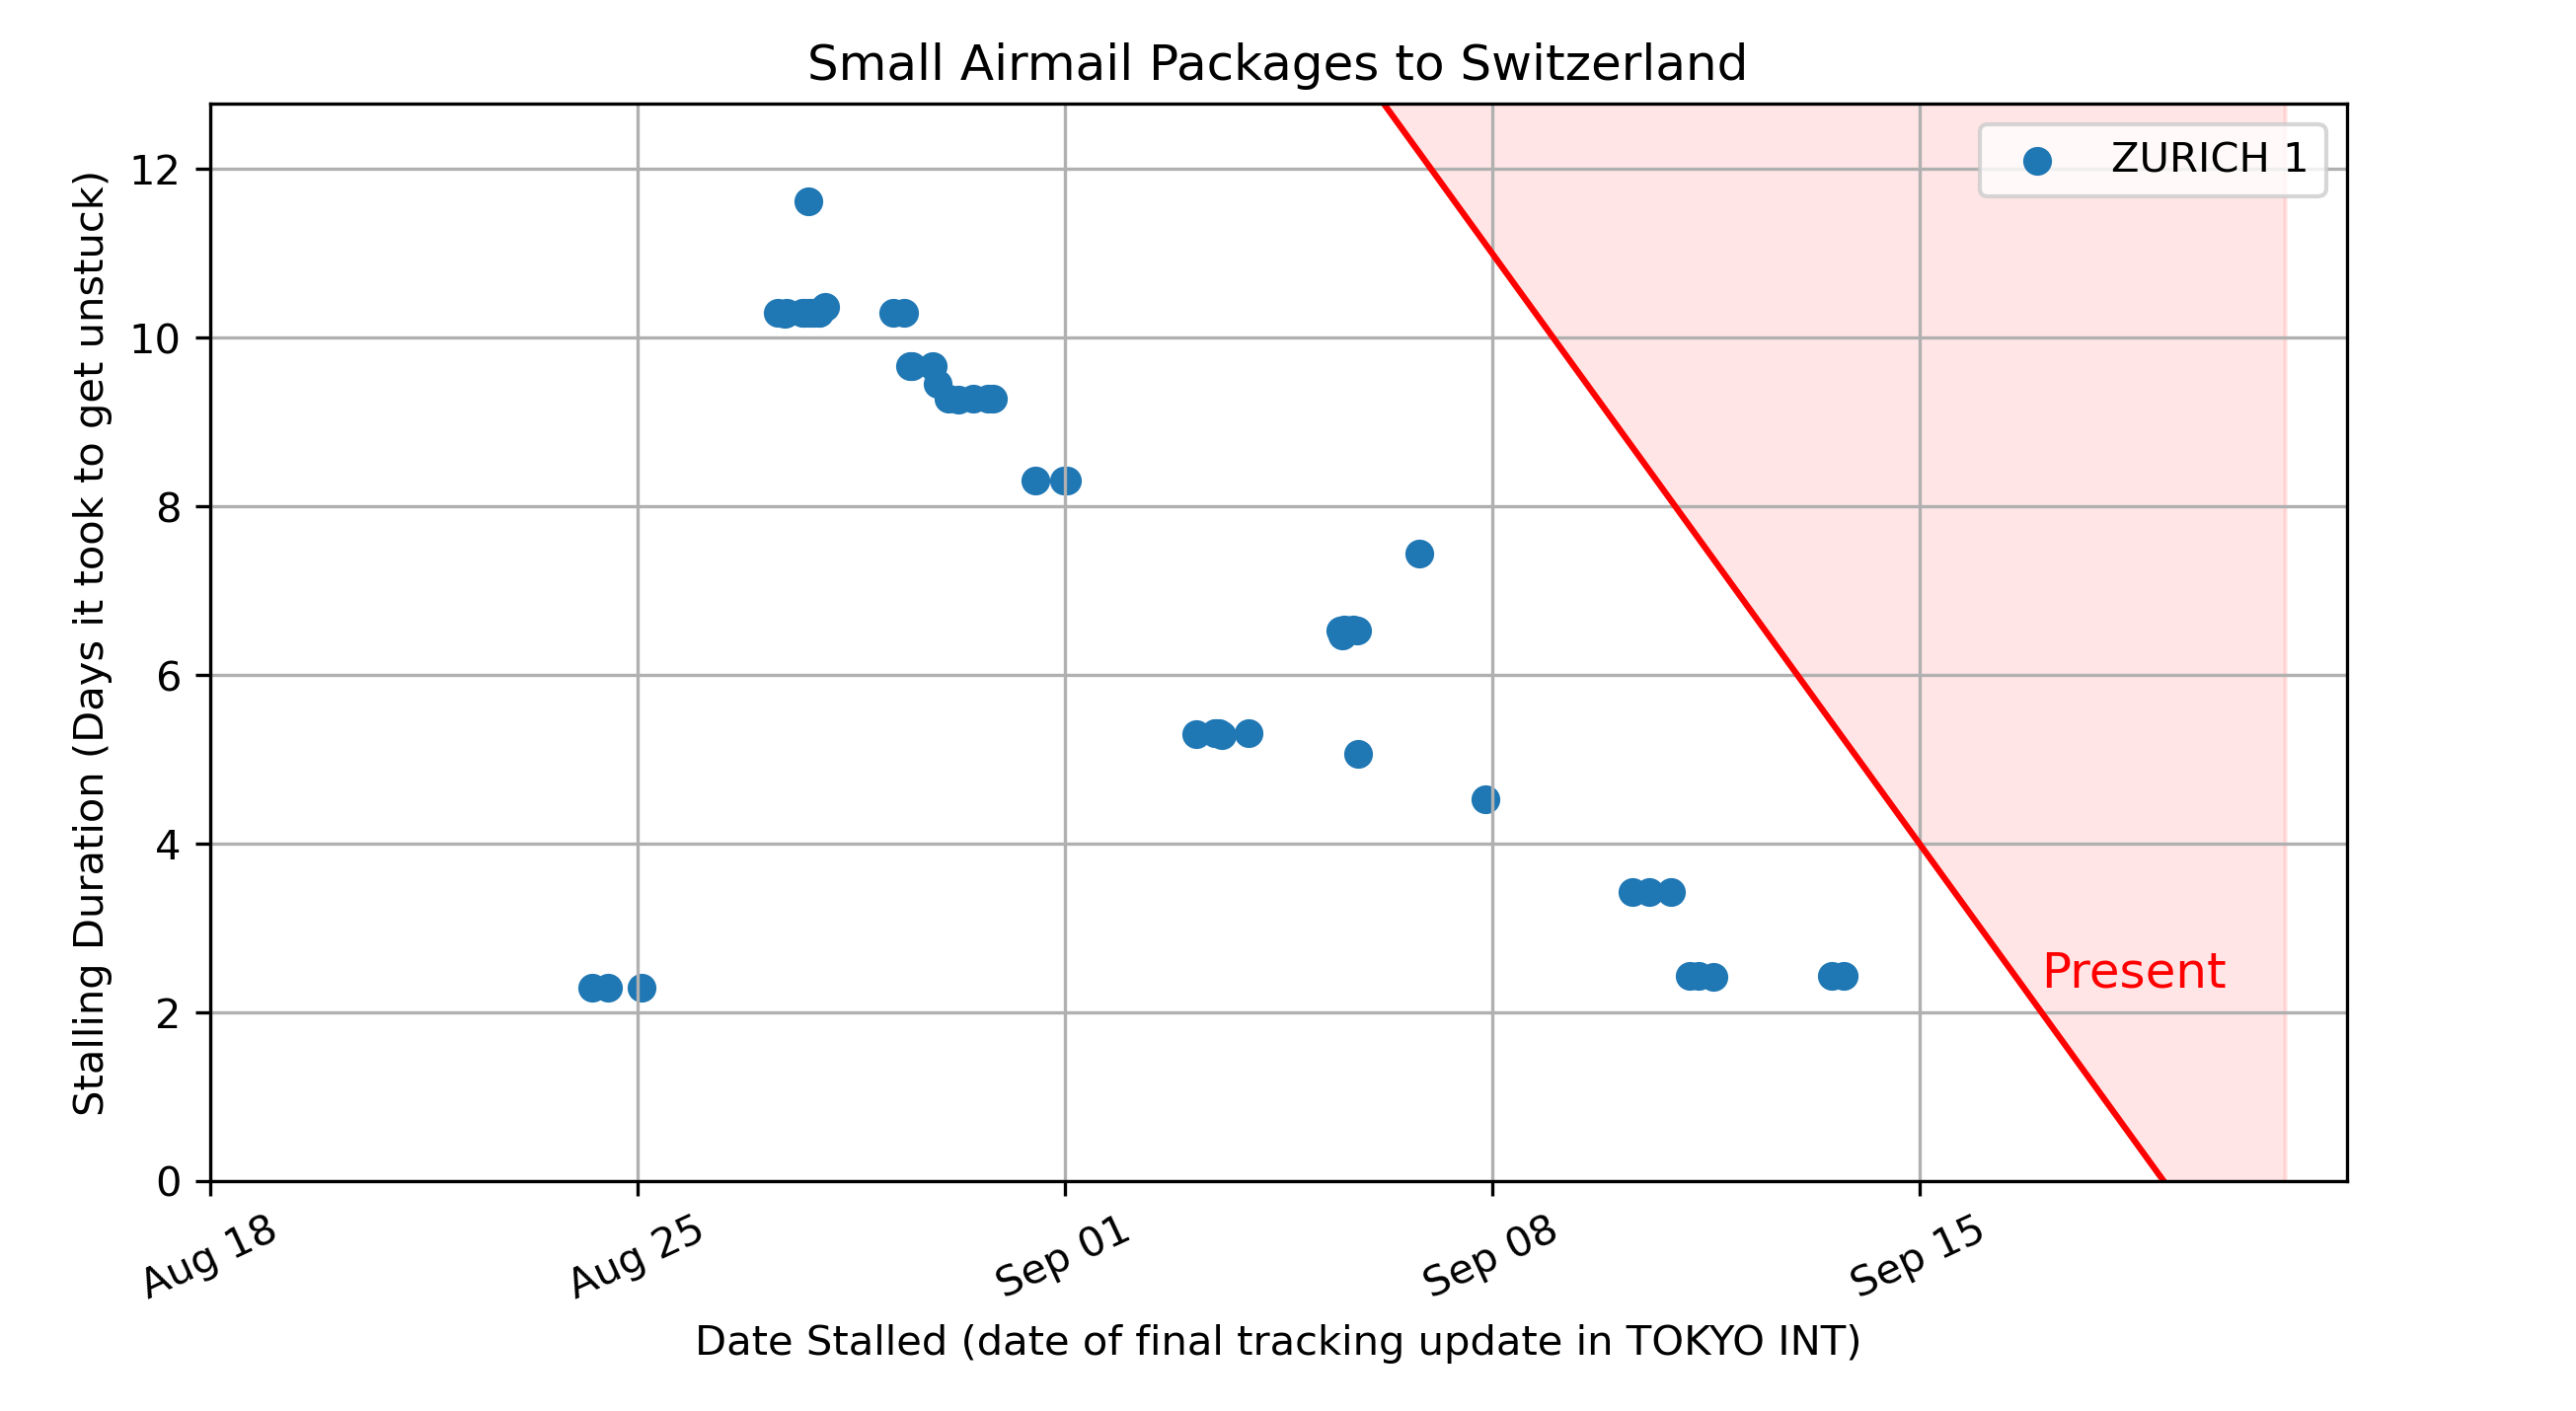 Small Airmail Packages to Switzerland
Stalling Duration (Days it took to get unstuck)
12
10
8
6
4
2
0
ZURICH 1
Present
Aug 18
Aug 25
Sep 01
Sep 08
Sep 15
Date Stalled (date of final tracking update in TOKYO INT)